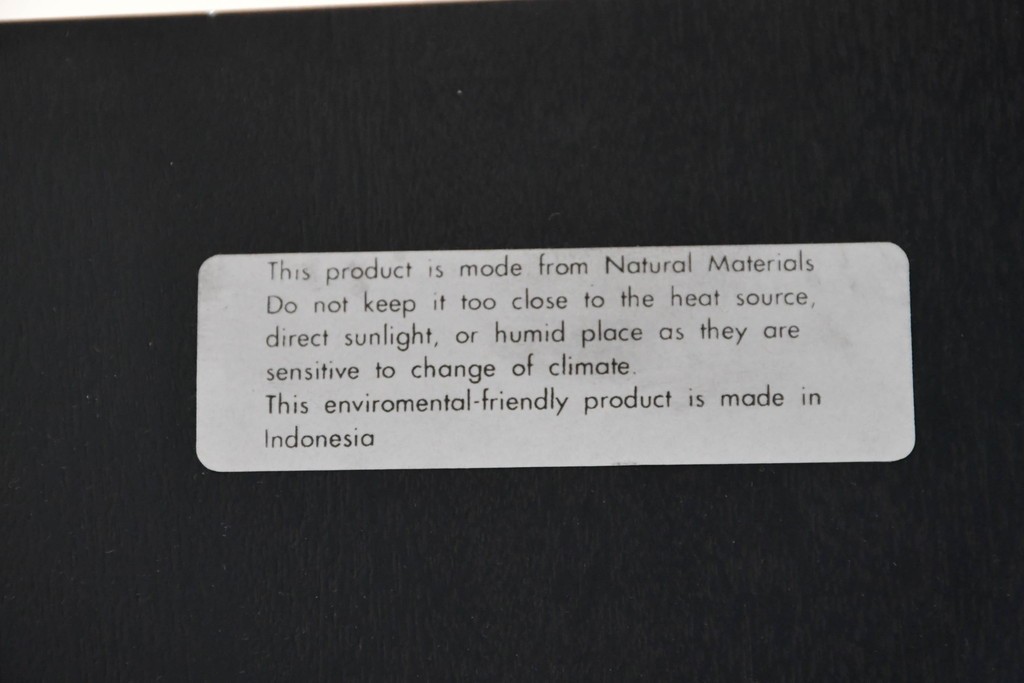 This product is made from Natural Materials
Do not keep it too close to the heat source,
direct sunlight, or humid place as they are
sensitive to change of climate.
This enviromental-friendly product is made in
Indonesia